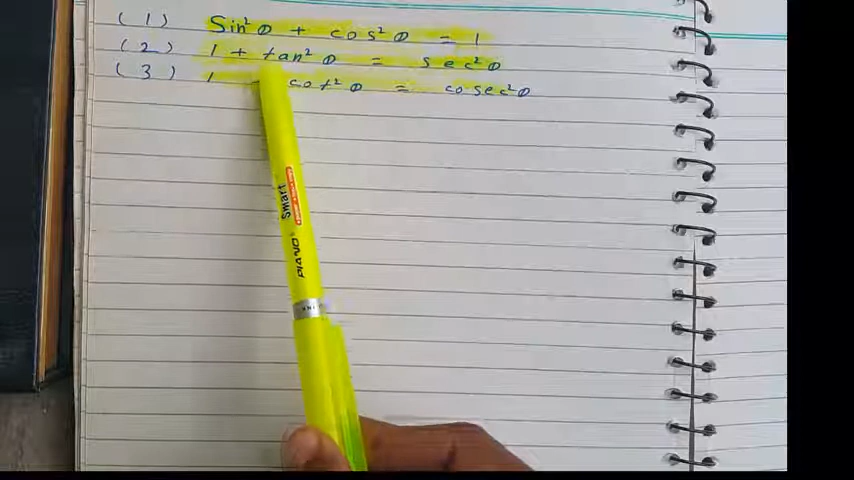 (1) Sin²θ + cos²θ = 1
(2) 1 + tan²θ = sec²θ
(3) 1 cot²θ = cosec²θ
Smart
PIANO